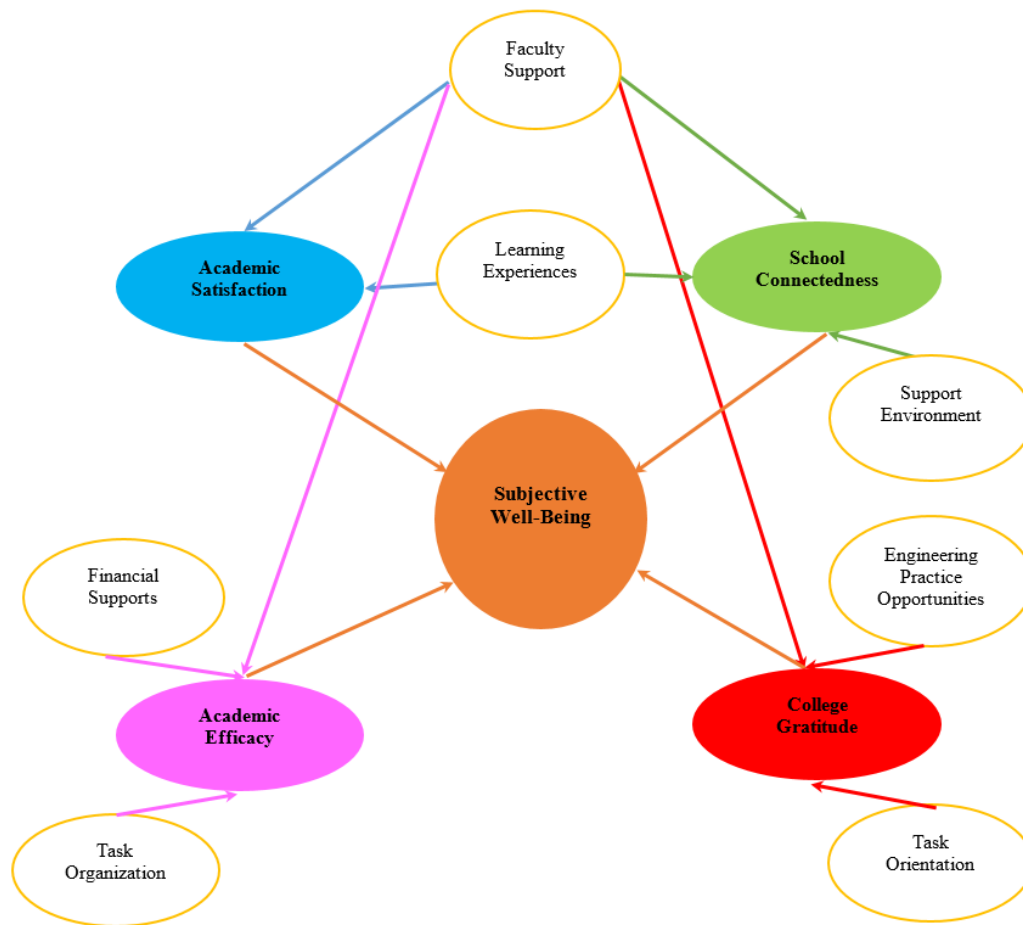 Faculty
Support
Learning
Experiences
Academic
Satisfaction
School
Connectedness
Support
Environment
Subjective
Well-Being
Financial
Supports
Engineering
Practice
Opportunities
Academic
Efficacy
College
Gratitude
Task
Organization
Task
Orientation